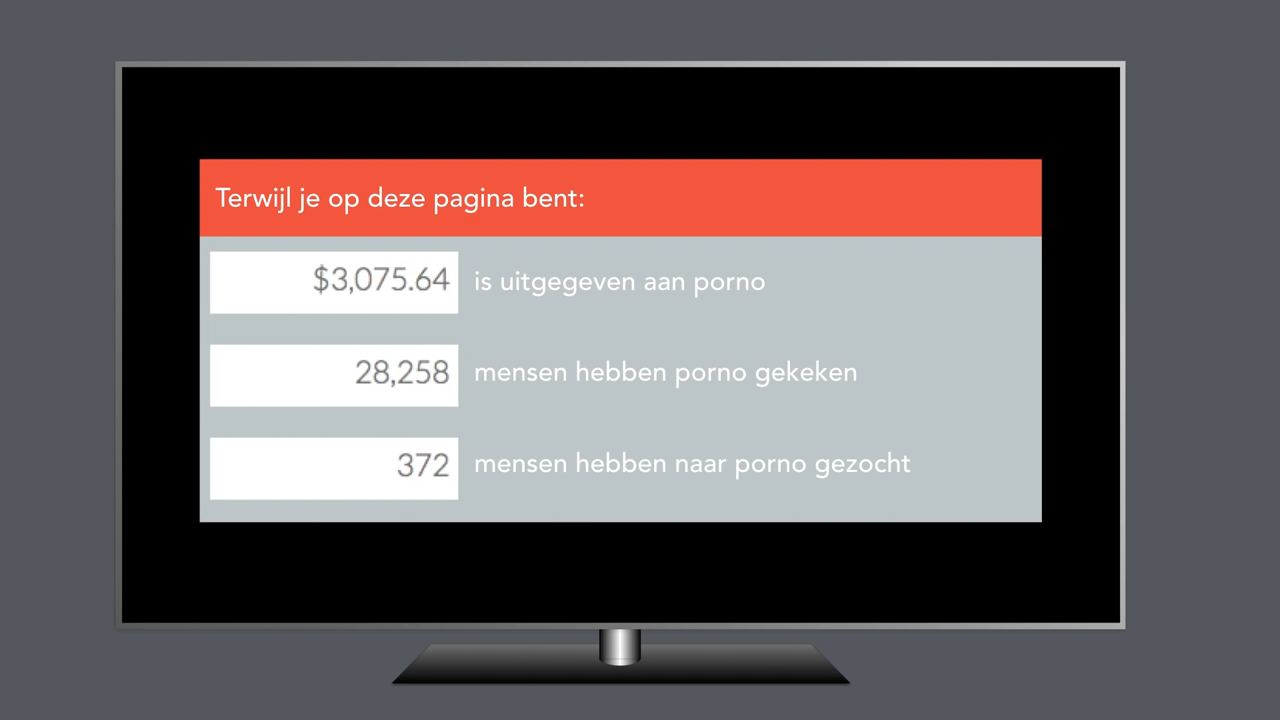 Terwijl je op deze pagina bent:
$3,075.64 is uitgegeven aan porno
28,258 mensen hebben porno gekeken
372 mensen hebben naar porno gezocht